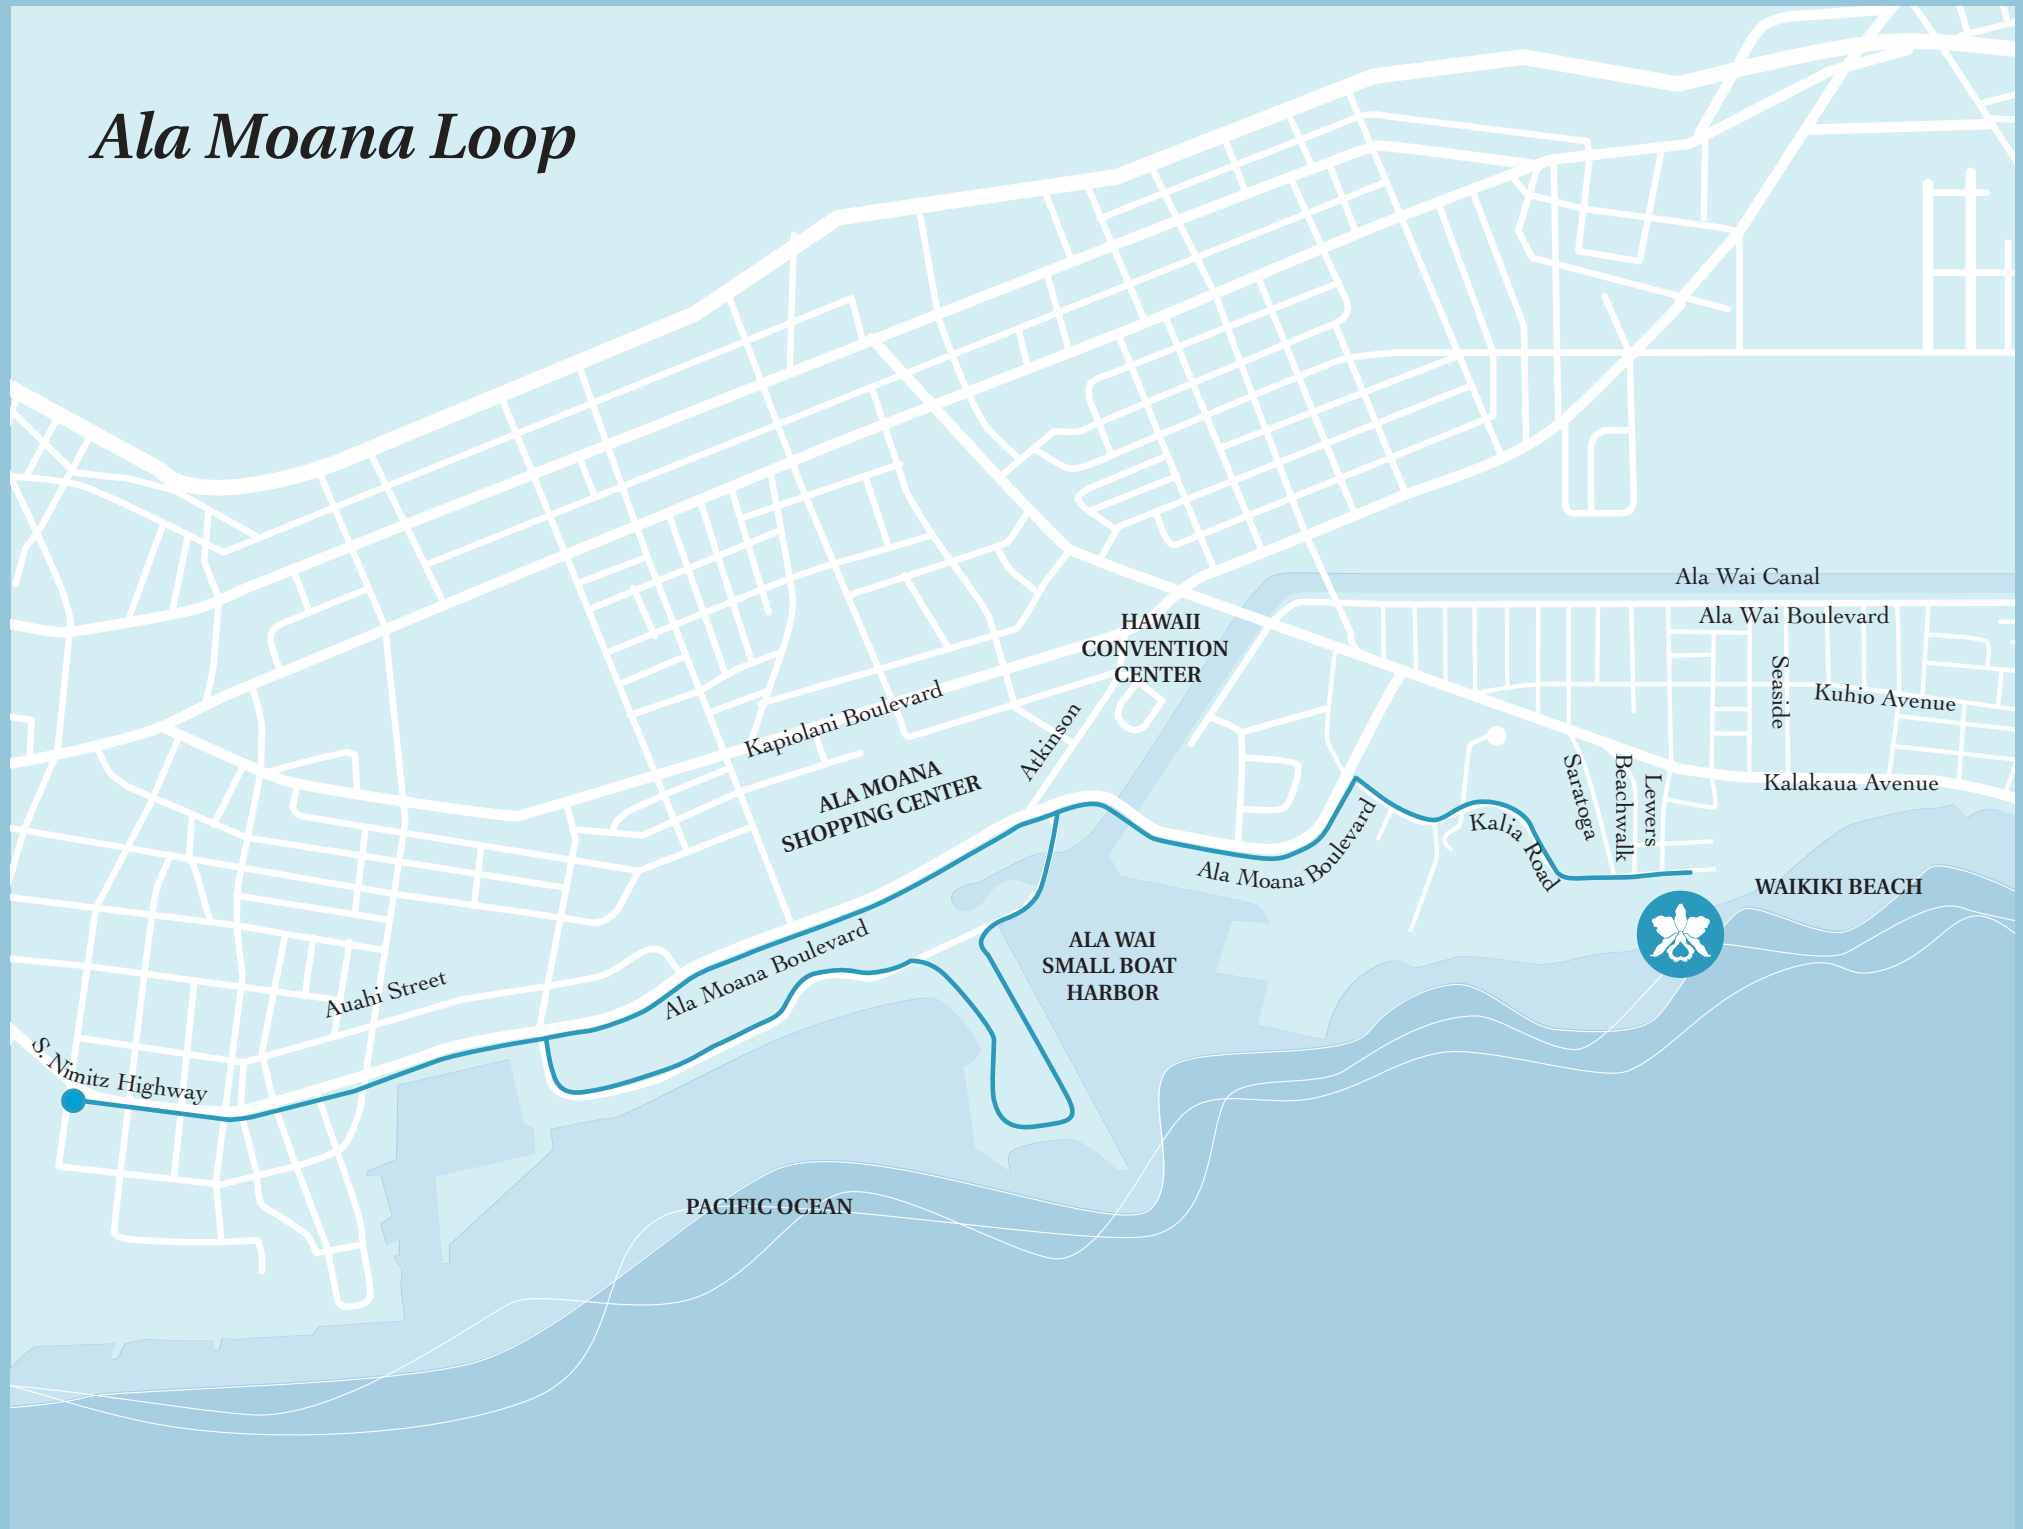 Ala Moana Loop
Ala Wai Canal
Ala Wai Boulevard
HAWAII
CONVENTION
CENTER
Seaside
Kuhio Avenue
Kapiolani Boulevard
Atkinson
ALA MOANA
SHOPPING CENTER
Saratoga
Beachwalk
Lewers
Kalakaua Avenue
Kalia Road
Ala Moana Boulevard
WAIKIKI BEACH
ALA WAI
SMALL BOAT
HARBOR
Ala Moana Boulevard
Auahi Street
S. Nimitz Highway
PACIFIC OCEAN